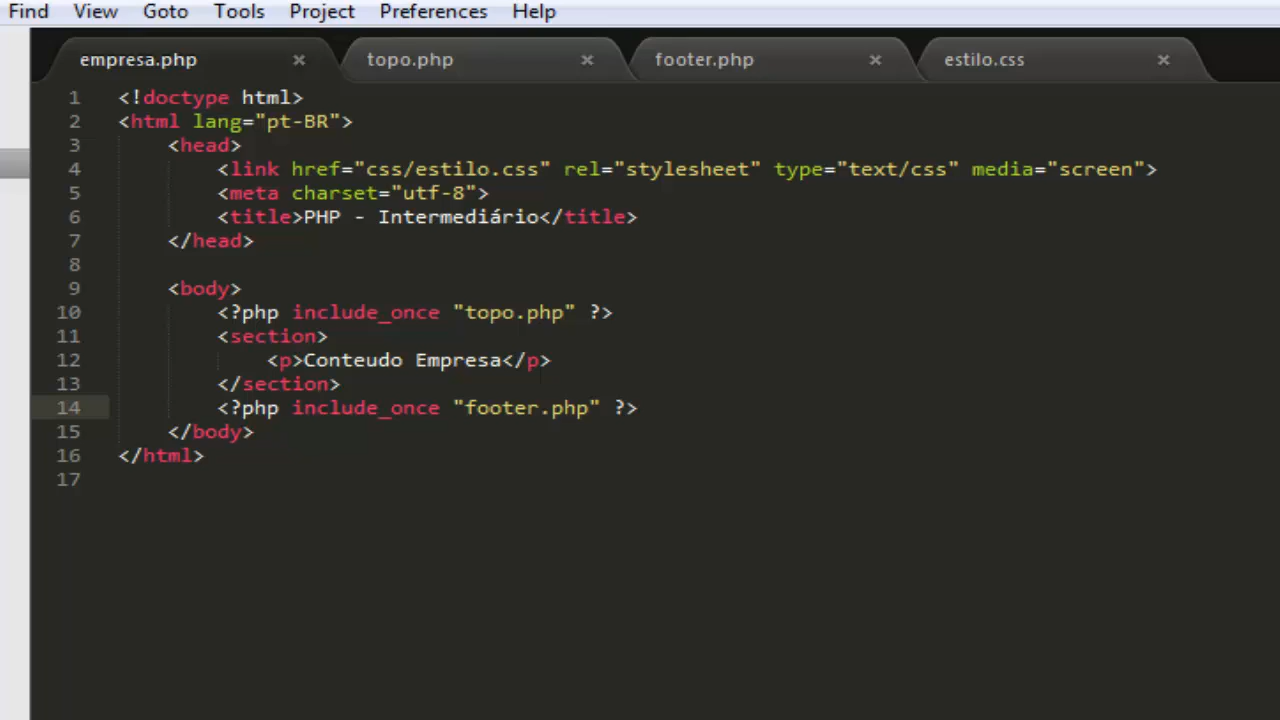 Find View Goto Tools Project Preferences Help
empresa.php × topo.php × footer.php × estilo.css ×
1 <!doctype html>
2 <html lang="pt-BR">
3 <head>
4 <link href="css/estilo.css" rel="stylesheet" type="text/css" media="screen">
5 <meta charset="utf-8">
6 <title>PHP - Intermediário</title>
7 </head>
8
9 <body>
10 <?php include_once "topo.php" ?>
11 <section>
12 <p>Conteudo Empresa</p>
13 </section>
14 <?php include_once "footer.php" ?>
15 </body>
16 </html>
17